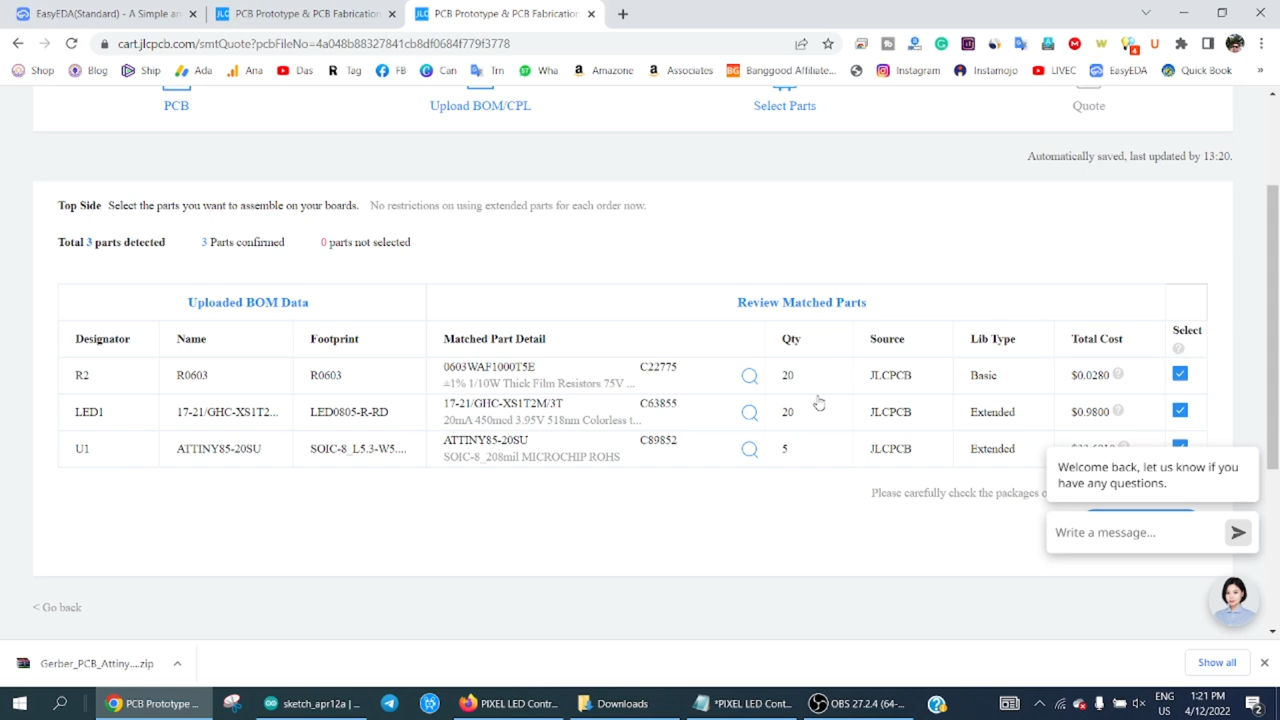 EasyEDA(Standard) - A Simple an
PCB Prototype & PCB Fabrication
PCB Prototype & PCB Fabrication
cart.jlcpcb.com/smtQuote?pcbFileNo=4a048b88327841cb8df0684f779f3778
Shop Blog Ship Ada Ana Das Tag FB Can Trn Wha Amazone Associates Banggood Affiliate... Instagram Instamojo LIVEC EasyEDA Quick Book »
PCB Upload BOM/CPL Select Parts Quote
Automatically saved, last updated by 13:20.
Top Side Select the parts you want to assemble on your boards. No restrictions on using extended parts for each order now.
Total 3 parts detected 3 Parts confirmed 0 parts not selected
Uploaded BOM Data Review Matched Parts
Designator Name Footprint Matched Part Detail Qty Source Lib Type Total Cost Select
R2 R0603 R0603 0603WAF1000T5E C22775 20 JLCPCB Basic $0.0280
±1% 1/10W Thick Film Resistors 75V ...
LED1 17-21/GHC-XS1T2... LED0805-R-RD 17-21/GHC-XS1T2M/3T C63855 20 JLCPCB Extended $0.9800
20mA 450mcd 3.95V 518nm Colorless t...
U1 ATTINY85-20SU SOIC-8_L5.3-W5.... ATTINY85-20SU C89852 5 JLCPCB Extended
SOIC-8_208mil MICROCHIP ROHS
Please carefully check the packages
Welcome back, let us know if you
have any questions.
Write a message...
< Go back
Gerber_PCB_Attiny....zip
Show all
PCB Prototype ... sketch_apr12a | ... PIXEL LED Contr... Downloads *PIXEL LED Cont... OBS 27.2.4 (64-...
ENG
US
1:21 PM
4/12/2022
2